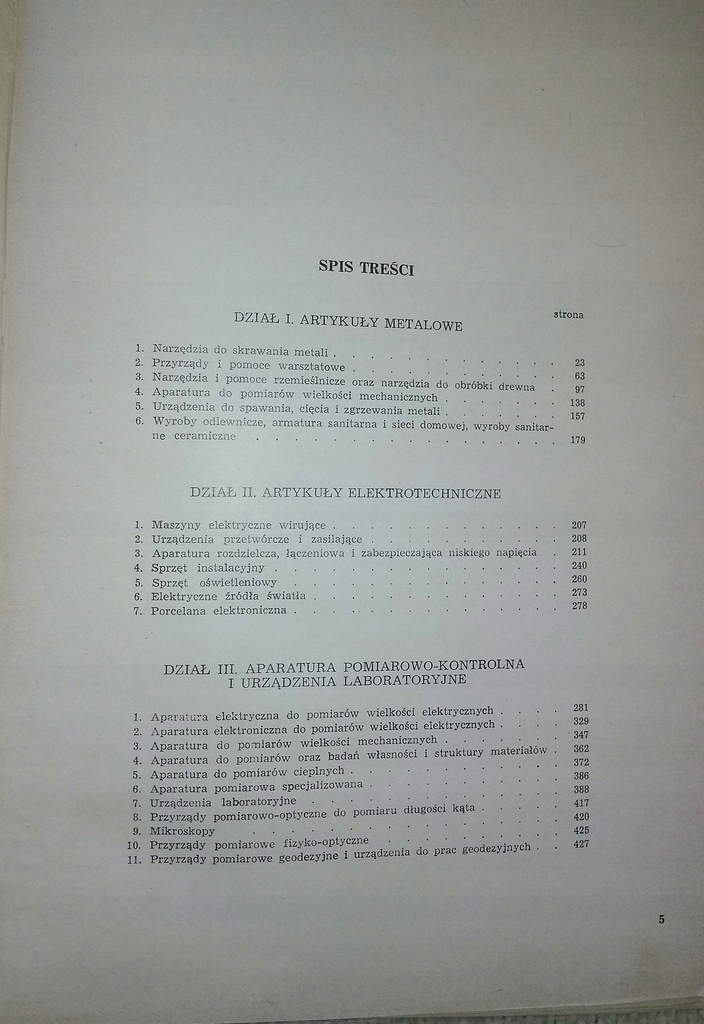 SPIS TREŚCI
strona
DZIAŁ I. ARTYKUŁY METALOWE
1. Narzędzia do skrawania metali . . . . . . . . . . . 23
2. Przyrządy i pomoce warsztatowe . . . . . . . . . . . 63
3. Narzędzia i pomoce rzemieślnicze oraz narzędzia do obróbki drewna . 97
4. Aparatura do pomiarów wielkości mechanicznych . . . . . . 138
5. Urządzenia do spawania, cięcia i zgrzewania metali . . . . . . 157
6. Wyroby odlewnicze, armatura sanitarna i sieci domowej, wyroby sanitar-
ne ceramiczne . . . . . . . . . . . . . . . 179
DZIAŁ II. ARTYKUŁY ELEKTROTECHNICZNE
1. Maszyny elektryczne wirujące . . . . . . . . . . . . 207
2. Urządzenia przetwórcze i zasilające . . . . . . . . . . 208
3. Aparatura rozdzielcza, łączeniowa i zabezpieczająca niskiego napięcia . 211
4. Sprzęt instalacyjny . . . . . . . . . . . . . . . 240
5. Sprzęt oświetleniowy . . . . . . . . . . . . . . 260
6. Elektryczne źródła światła . . . . . . . . . . . . . 273
7. Porcelana elektroniczna . . . . . . . . . . . . . . 278
DZIAŁ III. APARATURA POMIAROWO-KONTROLNA
I URZĄDZENIA LABORATORYJNE
1. Aparatura elektryczna do pomiarów wielkości elektrycznych . . . . 281
2. Aparatura elektroniczna do pomiarów wielkości elektrycznych . . . . 329
3. Aparatura do pomiarów wielkości mechanicznych . . . . . . 347
4. Aparatura do pomiarów oraz badań własności i struktury materiałów . 362
5. Aparatura do pomiarów cieplnych . . . . . . . . . . . 372
6. Aparatura pomiarowa specjalizowana . . . . . . . . . . 386
7. Urządzenia laboratoryjne . . . . . . . . . . . . . 388
8. Przyrządy pomiarowo-optyczne do pomiaru długości kąta . . . . . 417
9. Mikroskopy . . . . . . . . . . . . . . . . 420
10. Przyrządy pomiarowe fizyko-optyczne . . . . . . . . . 425
11. Przyrządy pomiarowe geodezyjne i urządzenia do prac geodezyjnych . . 427
5